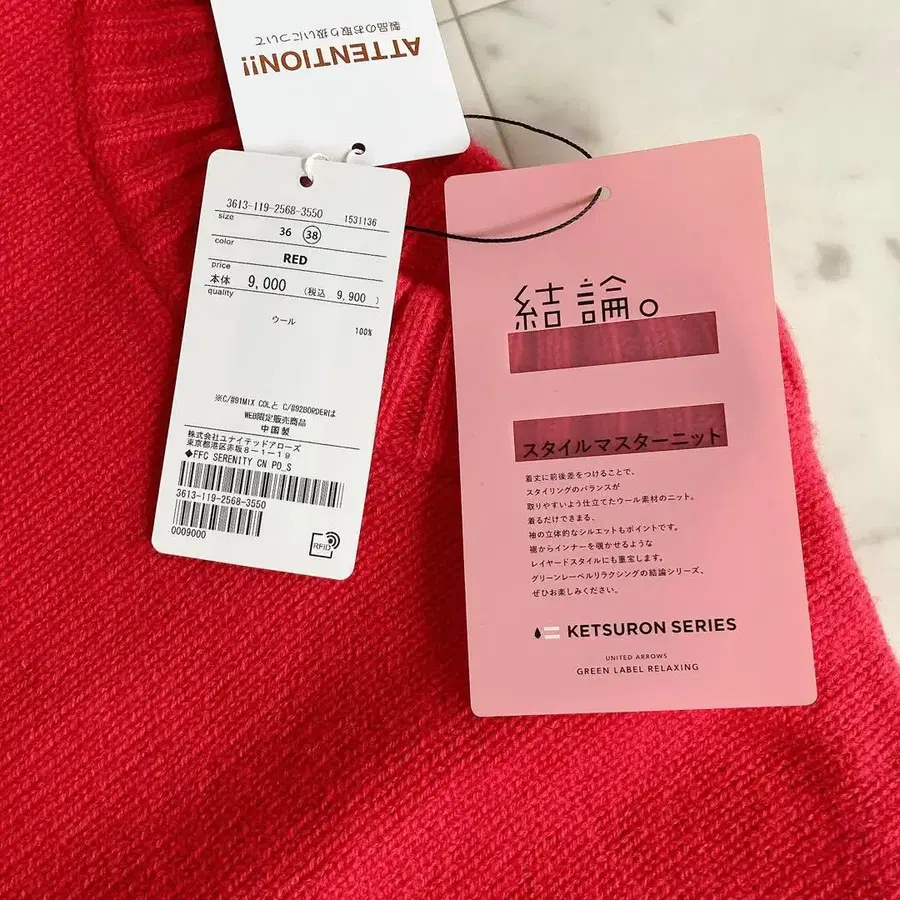 ATTENTION!!
製品のお取り扱いについて
3613-119-2568-3550
1531136
size
36 38
color
RED
price
本体 9,000 (税込 9,900 )
quality
ウール
100%
※C/#91MIX COLと C/#92BORDERIは
WEB限定販売商品
中国製
株式会社ユナイテッドアローズ
東京都港区赤坂8-1-19
◆FFC SERENITY CN PO_S
3613-119-2568-3550
0009000
RFID
結論。
スタイルマスターニット
着丈に前後差をつけることで、
スタイリングのバランスが
取りやすいよう仕立てたウール素材のニット。
着るだけできまる、
袖の立体的なシルエットもポイントです。
裾からインナーを覗かせるような
レイヤードスタイルにも重宝します。
グリーンレーベルリラクシングの結論シリーズ、
ぜひお楽しみください。
KETSURON SERIES
UNITED ARROWS
GREEN LABEL RELAXING